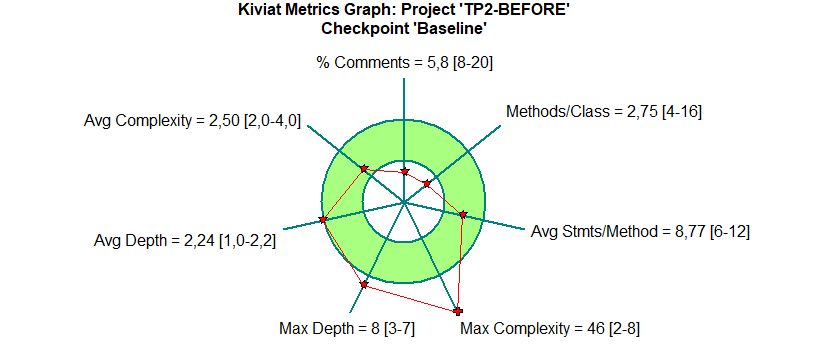 Kiviat Metrics Graph: Project 'TP2-BEFORE'
Checkpoint 'Baseline'
% Comments = 5,8 [8-20]
Methods/Class = 2,75 [4-16]
Avg Complexity = 2,50 [2,0-4,0]
Avg Stmts/Method = 8,77 [6-12]
Avg Depth = 2,24 [1,0-2,2]
Max Depth = 8 [3-7]
Max Complexity = 46 [2-8]